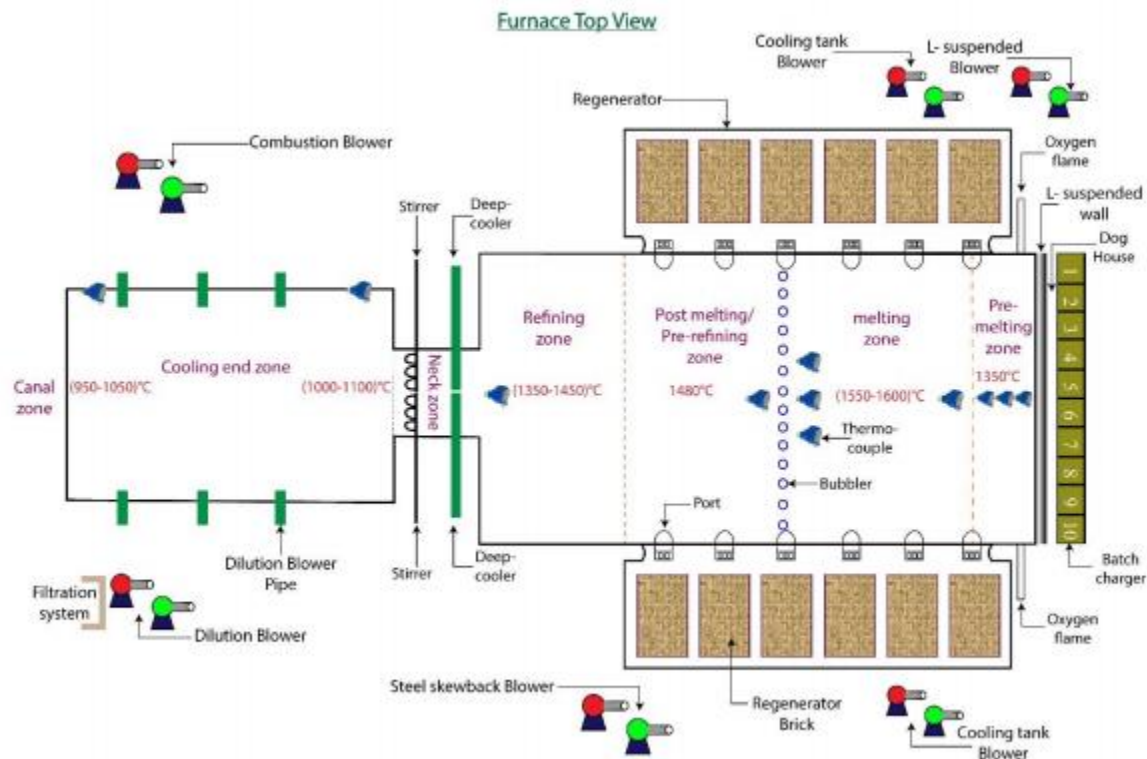 Furnace Top View
Cooling tank
Blower
L- suspended
Blower
Regenerator
Combustion Blower
Oxygen
flame
Stirrer
Deep-
cooler
L- suspended
wall
Dog
House
Refining
zone
Post melting/
Pre-refining
zone
melting
zone
Pre-
melting
zone
1350°C
Cooling end zone
Canal
zone
(950-1050)°C
(1000-1100)°C
Neck zone
(1350-1450)°C
1480°C
(1550-1600)°C
1
2
3
4
5
6
7
8
9
10
Thermo-
couple
Bubbler
Port
Dilution Blower
Pipe
Stirrer
Deep-
cooler
Batch
charger
Filtration
system
Dilution Blower
Oxygen
flame
Steel skewback Blower
Regenerator
Brick
Cooling tank
Blower